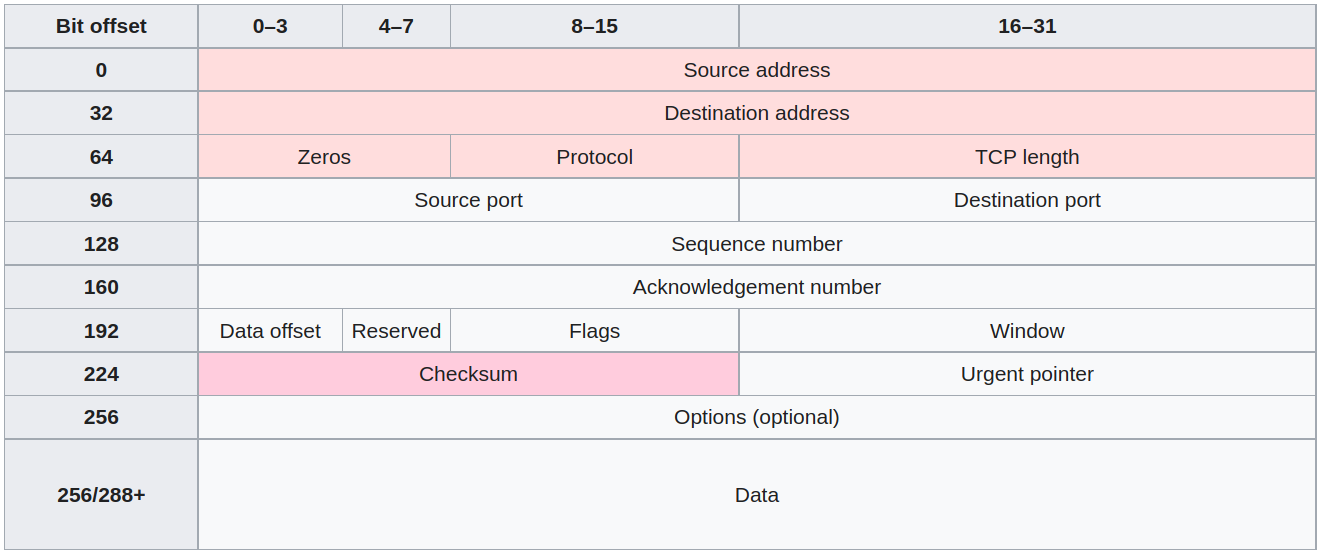 Bit offset 0–3 4–7 8–15 16–31
0 Source address
32 Destination address
64 Zeros Protocol TCP length
96 Source port Destination port
128 Sequence number
160 Acknowledgement number
192 Data offset Reserved Flags Window
224 Checksum Urgent pointer
256 Options (optional)
256/288+ Data